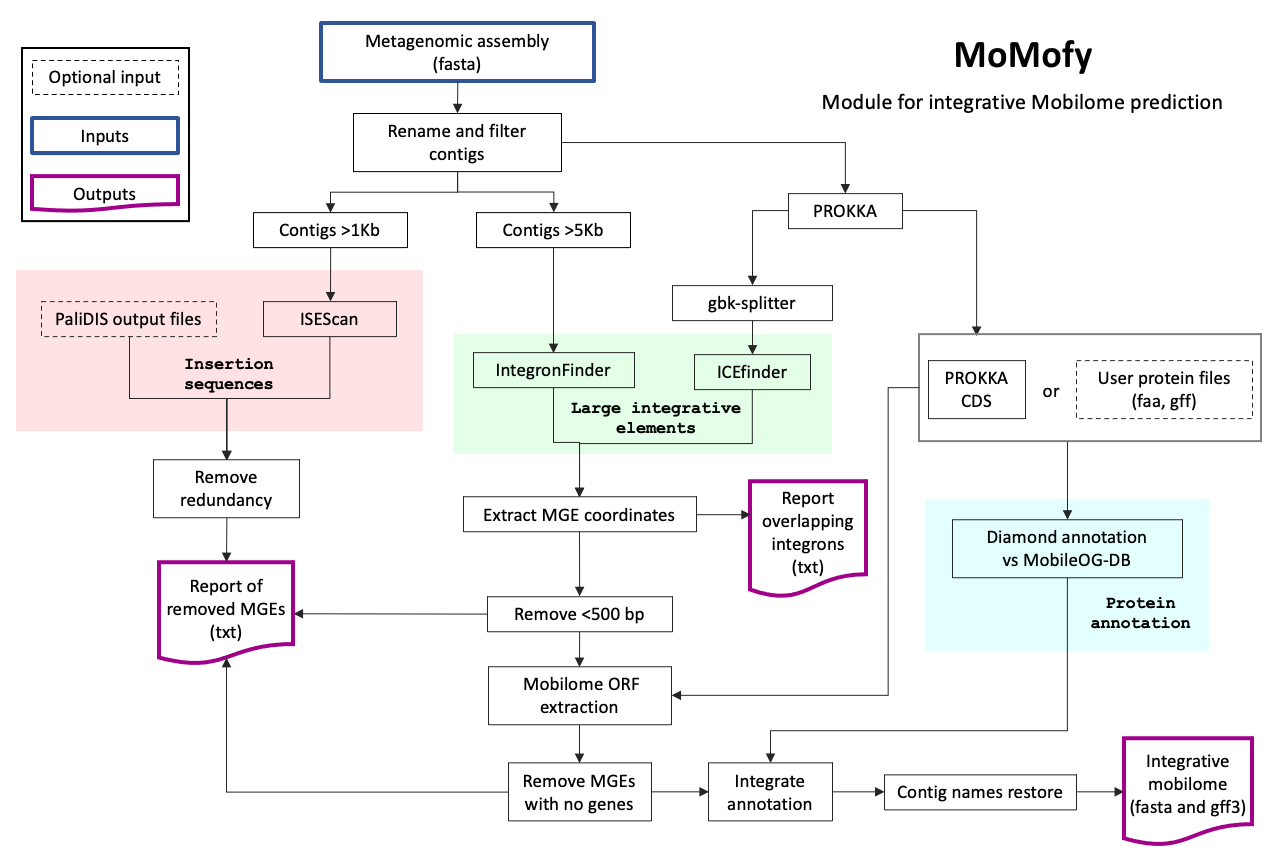 MoMofy
Module for integrative Mobilome prediction
Optional input
Inputs
Outputs
Metagenomic assembly
(fasta)
Rename and filter
contigs
Contigs >1Kb
Contigs >5Kb
PROKKA
gbk-splitter
PaliDIS output files
ISEScan
Insertion
sequences
IntegronFinder
ICEfinder
Large integrative
elements
PROKKA
CDS
or
User protein files
(faa, gff)
Remove
redundancy
Extract MGE coordinates
Report
overlapping
integrons
(txt)
Diamond annotation
vs MobileOG-DB
Protein
annotation
Report of
removed MGEs
(txt)
Remove <500 bp
Mobilome ORF
extraction
Remove MGEs
with no genes
Integrate
annotation
Contig names restore
Integrative
mobilome
(fasta and gff3)